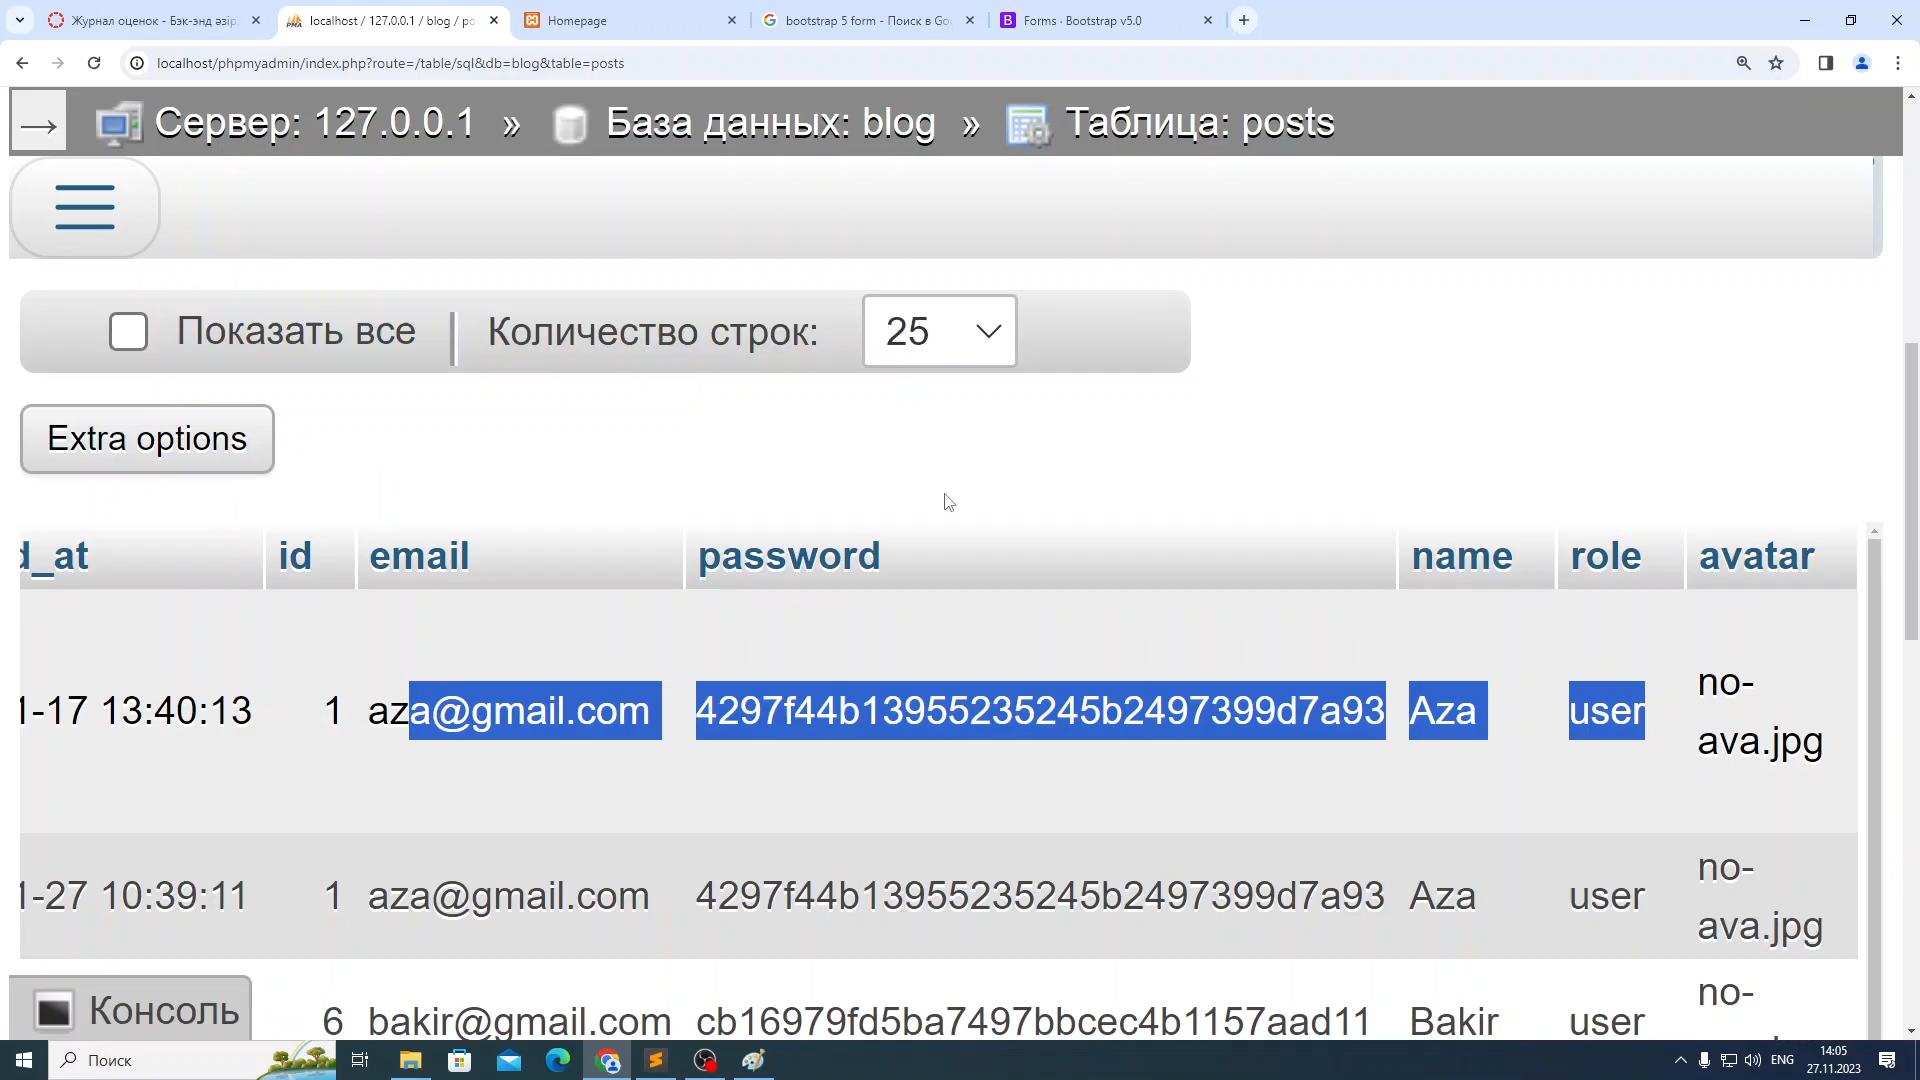 Журнал оценок - Бэк-энд әзір
localhost / 127.0.0.1 / blog / po
Homepage
bootstrap 5 form - Поиск в Go
Forms · Bootstrap v5.0
localhost/phpmyadmin/index.php?route=/table/sql&db=blog&table=posts
→ Сервер: 127.0.0.1 » База данных: blog » Таблица: posts
Показать все Количество строк: 25
Extra options
d_at id email password name role avatar
1-17 13:40:13 1 aza@gmail.com 4297f44b13955235245b2497399d7a93 Aza user no-
ava.jpg
1-27 10:39:11 1 aza@gmail.com 4297f44b13955235245b2497399d7a93 Aza user no-
ava.jpg
6 bakir@gmail.com cb16979fd5ba7497bbcec4b1157aad11 Bakir user no-
Консоль
Поиск
ENG
14:05
27.11.2023